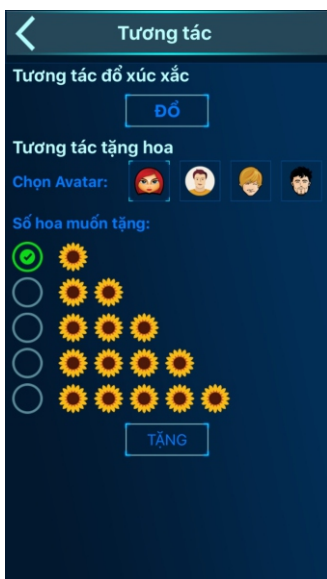 Tương tác
Tương tác đổ xúc xắc
ĐỔ
Tương tác tặng hoa
Chọn Avatar:
Số hoa muốn tặng:
TẶNG